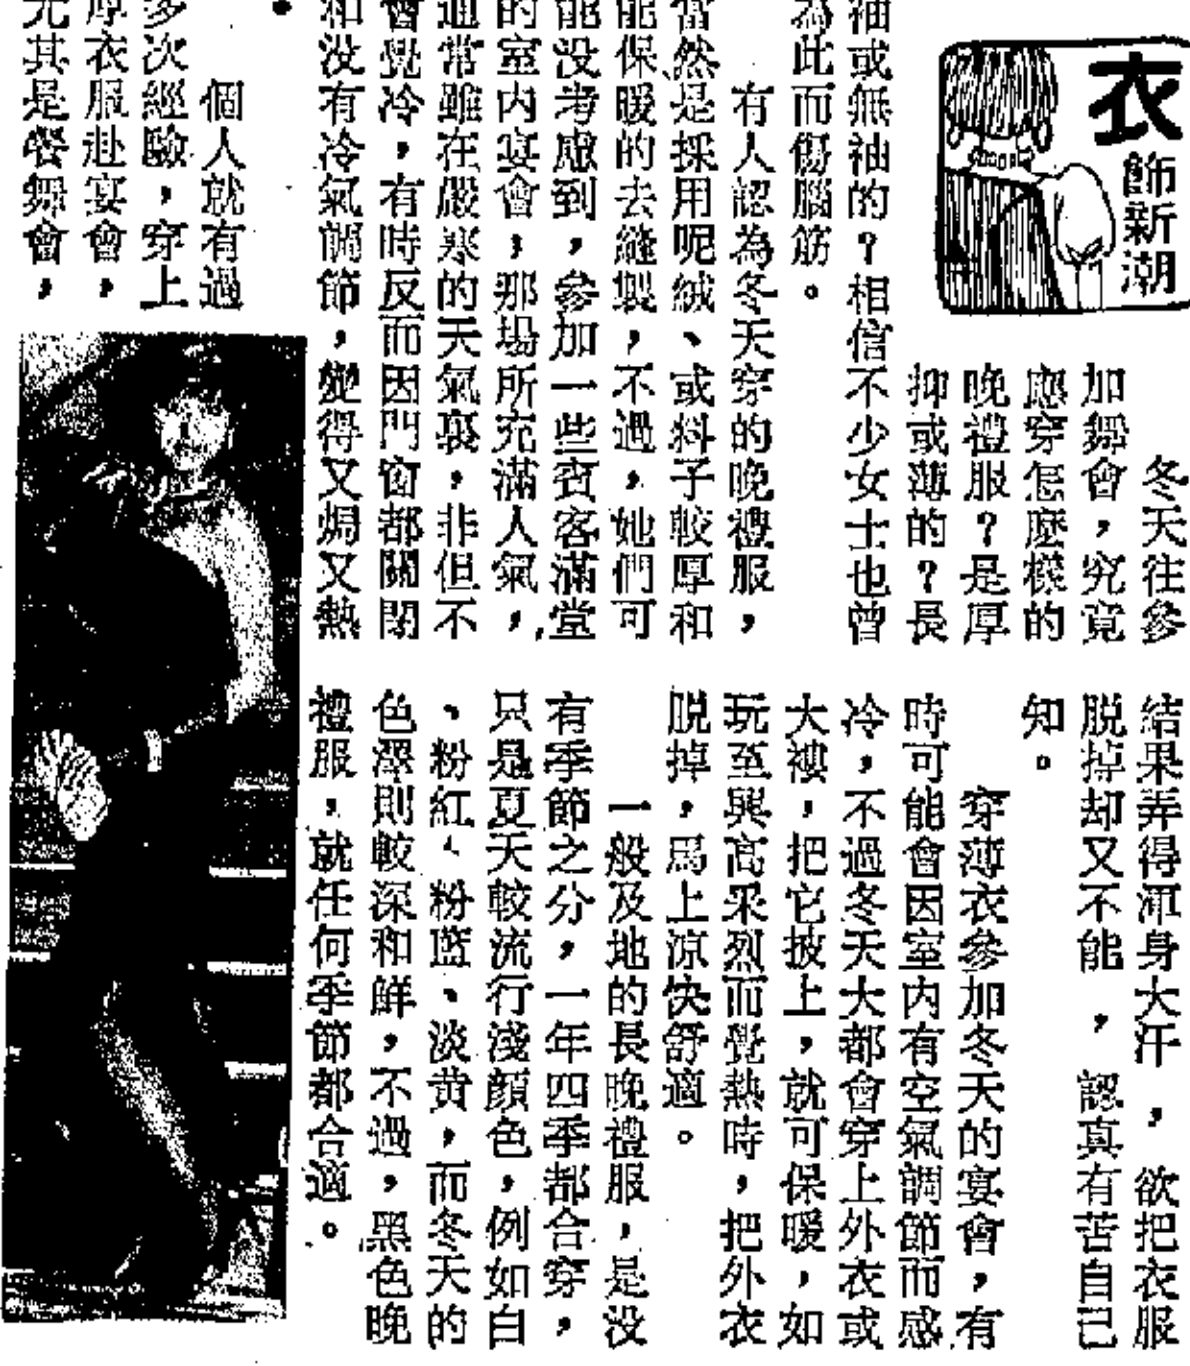 衣飾新潮
冬天往參
加舞會，究竟
應穿怎麼樣的
晚禮服？是厚
抑或薄的？長
袖或無袖的？相信不少女士也曾
為此而傷腦筋。
有人認為冬天穿的晚禮服，
當然是採用呢絨、或料子較厚和
能保暖的去縫製，不過，她們可
能没考慮到，參加一些賓客滿堂
的室内宴會，那場所充滿人氣，
通常雖在嚴寒的天氣裏，非但不
會覺冷，有時反而因門窗都關閉
和没有冷氣調節，變得又焗又熱
。
個人就有過
多次經驗，穿上
厚衣服赴宴會，
尤其是餐舞會，
結果弄得渾身大汗，欲把衣服
脱掉却又不能，認真有苦自己
知。
穿薄衣參加冬天的宴會，有
時可能會因室内有空氣調節而感
冷，不過冬天大都會穿上外衣或
大褸，把它披上，就可保暖，如
玩至興高采烈而覺熱時，把外衣
脱掉，馬上凉快舒適。
一般及地的長晚禮服，是没
有季節之分，一年四季都合穿，
只是夏天較流行淺顏色，例如白
、粉紅、粉藍、淡黄，而冬天的
色澤則較深和鮮，不過，黑色晚
禮服，就任何季節都合適。